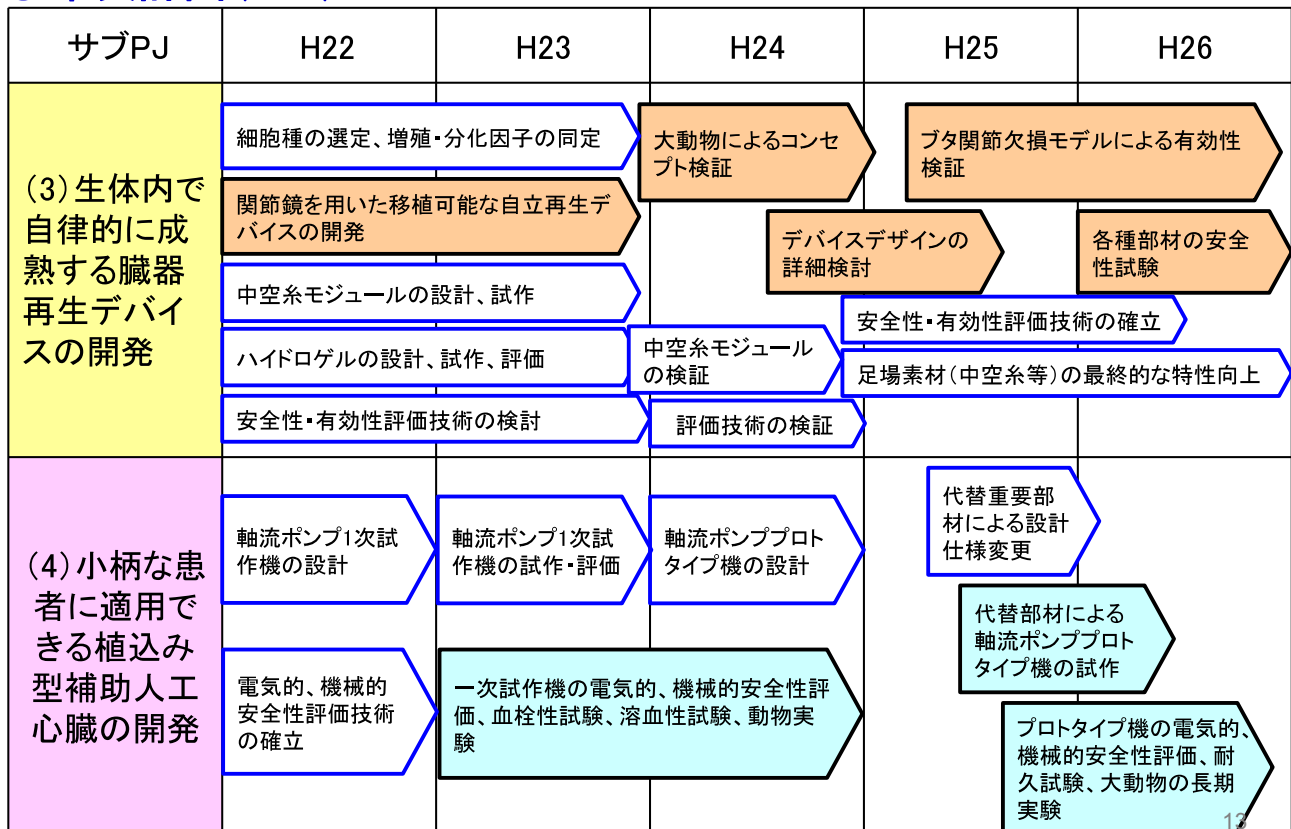 サブPJ
H22
H23
H24
H25
H26
(3)生体内で
自律的に成
熟する臓器
再生デバイ
スの開発
細胞種の選定、増殖・分化因子の同定
大動物によるコンセ
プト検証
ブタ関節欠損モデルによる有効性
検証
関節鏡を用いた移植可能な自立再生デ
バイスの開発
デバイスデザインの
詳細検討
各種部材の安全
性試験
中空糸モジュールの設計、試作
安全性・有効性評価技術の確立
ハイドロゲルの設計、試作、評価
中空糸モジュール
の検証
足場素材(中空糸等)の最終的な特性向上
安全性・有効性評価技術の検討
評価技術の検証
(4)小柄な患
者に適用で
きる植込み
型補助人工
心臓の開発
軸流ポンプ1次試
作機の設計
軸流ポンプ1次試
作機の試作・評価
軸流ポンププロト
タイプ機の設計
代替重要部
材による設計
仕様変更
代替部材による
軸流ポンププロト
タイプ機の試作
電気的、機械的
安全性評価技術
の確立
一次試作機の電気的、機械的安全性評
価、血栓性試験、溶血性試験、動物実
験
プロトタイプ機の電気的、
機械的安全性評価、耐
久試験、大動物の長期
実験
13